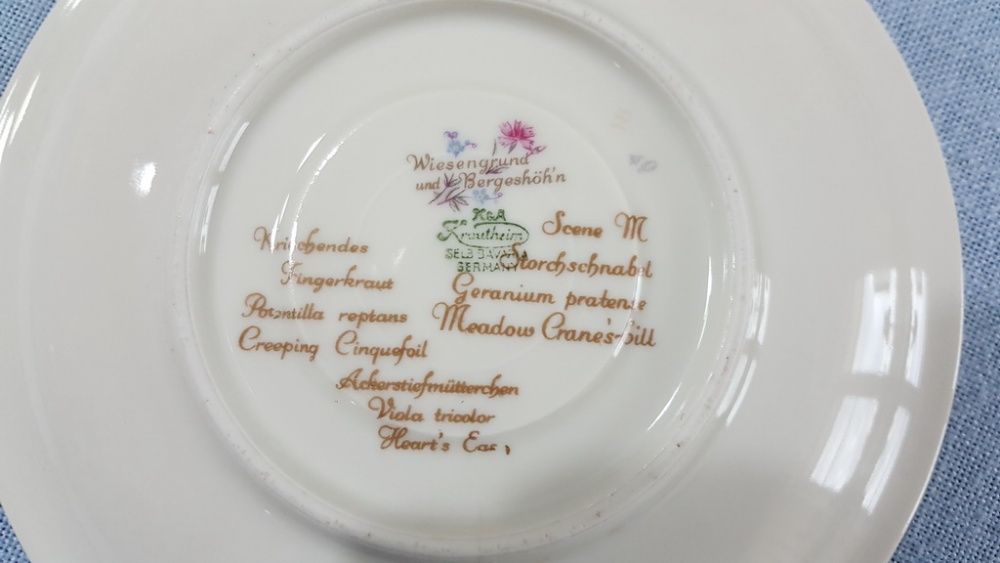 Wiesengrund
und Bergeshöh'n
K&A
Krautheim
SELB BAVARIA
GERMANY
Kriechendes
Fingerkraut
Potentilla reptans
Creeping Cinquefoil
Scene M
Storchschnabel
Geranium pratense
Meadow Crane's-bill
Ackerstiefmütterchen
Viola tricolor
Heart's Eas